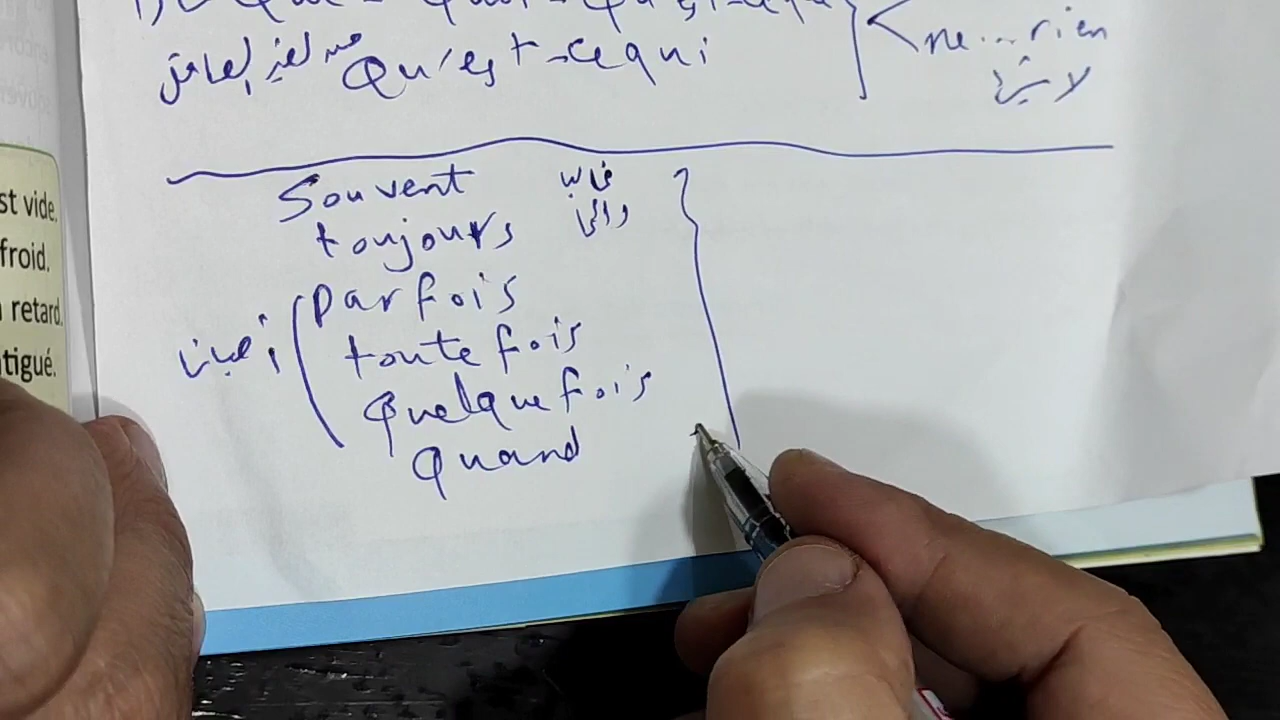 Qu'est-ce qui
ne...rien
لا شيء
Souvent غالبا
toujours دائما
parfois
toutefois
أحيانا
quelquefois
Quand
st vide.
froid.
retard.
atigué.